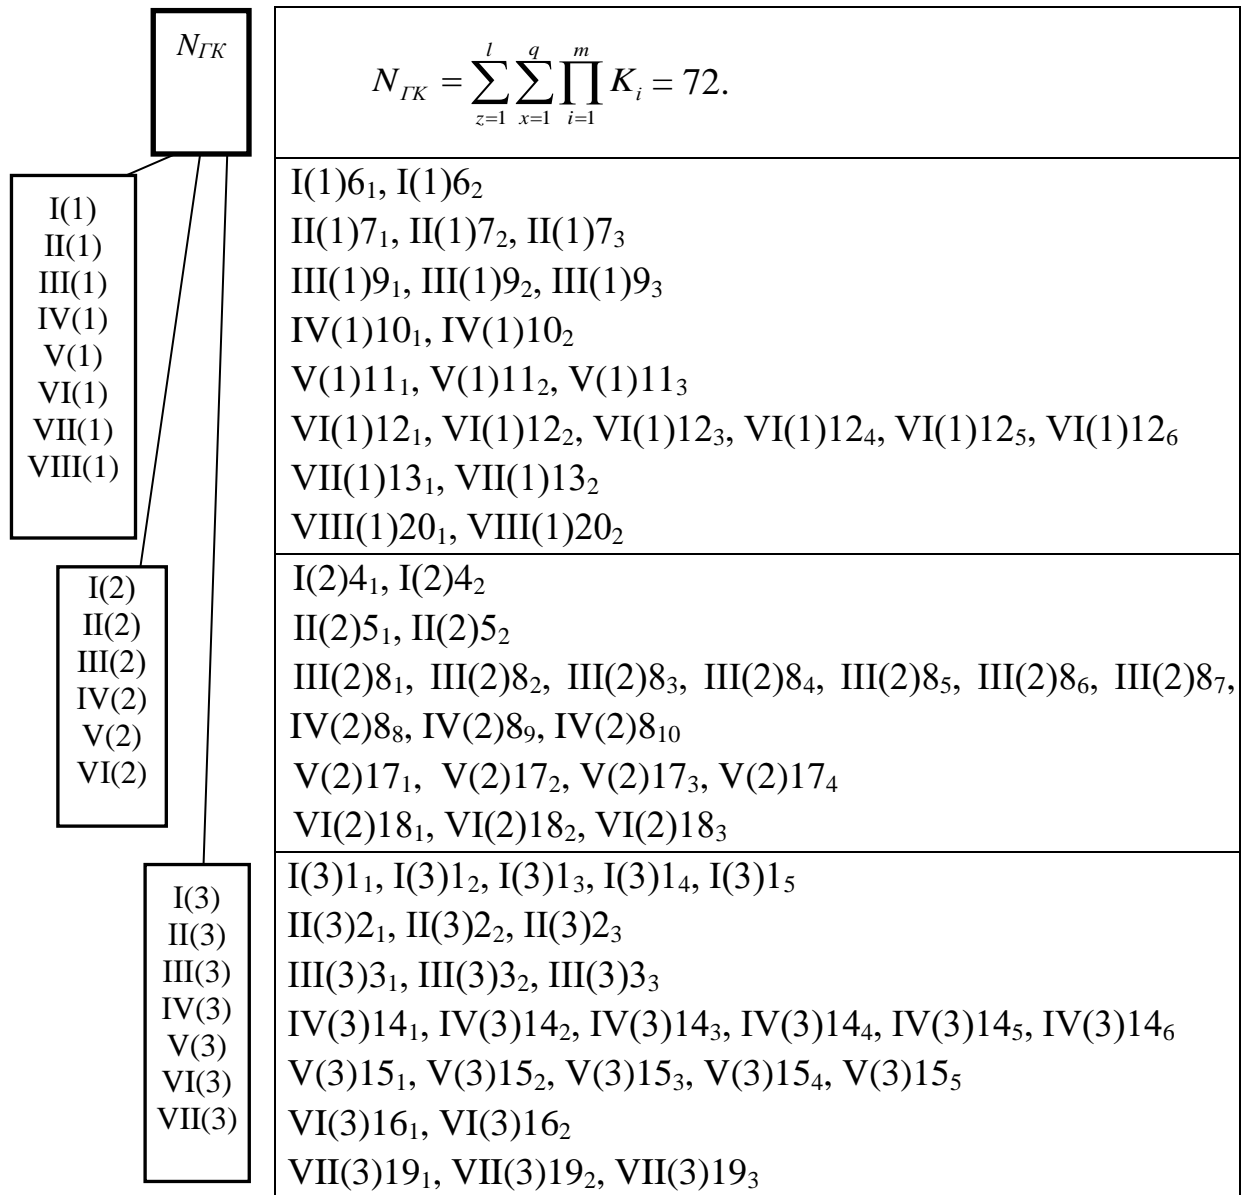 N_ГК
N_ГК = ∑_{z=1}^{l} ∑_{x=1}^{q} ∏_{i=1}^{m} K_i = 72.
I(1)
II(1)
III(1)
IV(1)
V(1)
VI(1)
VII(1)
VIII(1)
I(1)6₁, I(1)6₂
II(1)7₁, II(1)7₂, II(1)7₃
III(1)9₁, III(1)9₂, III(1)9₃
IV(1)10₁, IV(1)10₂
V(1)11₁, V(1)11₂, V(1)11₃
VI(1)12₁, VI(1)12₂, VI(1)12₃, VI(1)12₄, VI(1)12₅, VI(1)12₆
VII(1)13₁, VII(1)13₂
VIII(1)20₁, VIII(1)20₂
I(2)
II(2)
III(2)
IV(2)
V(2)
VI(2)
I(2)4₁, I(2)4₂
II(2)5₁, II(2)5₂
III(2)8₁, III(2)8₂, III(2)8₃, III(2)8₄, III(2)8₅, III(2)8₆, III(2)8₇,
IV(2)8₈, IV(2)8₉, IV(2)8₁₀
V(2)17₁, V(2)17₂, V(2)17₃, V(2)17₄
VI(2)18₁, VI(2)18₂, VI(2)18₃
I(3)
II(3)
III(3)
IV(3)
V(3)
VI(3)
VII(3)
I(3)1₁, I(3)1₂, I(3)1₃, I(3)1₄, I(3)1₅
II(3)2₁, II(3)2₂, II(3)2₃
III(3)3₁, III(3)3₂, III(3)3₃
IV(3)14₁, IV(3)14₂, IV(3)14₃, IV(3)14₄, IV(3)14₅, IV(3)14₆
V(3)15₁, V(3)15₂, V(3)15₃, V(3)15₄, V(3)15₅
VI(3)16₁, VI(3)16₂
VII(3)19₁, VII(3)19₂, VII(3)19₃